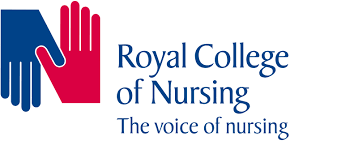 Royal College
of Nursing
The voice of nursing